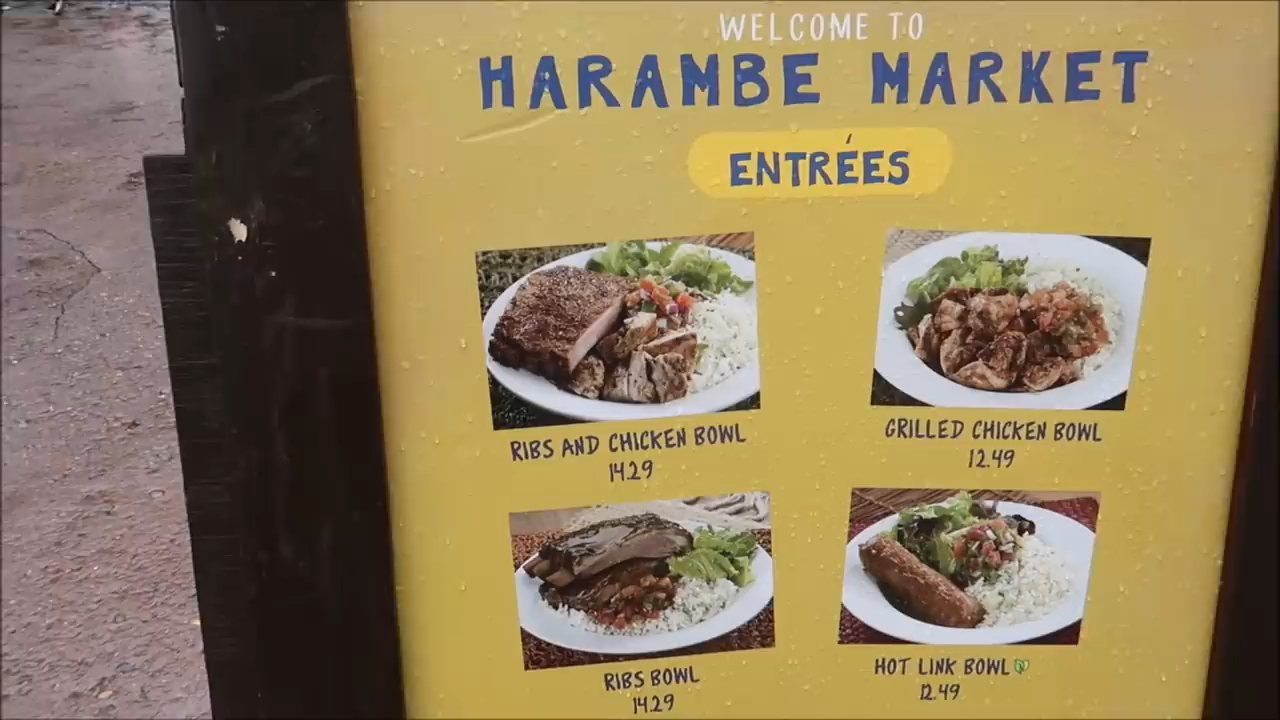 WELCOME TO
HARAMBE MARKET
ENTRÉES
RIBS AND CHICKEN BOWL
14.29
GRILLED CHICKEN BOWL
12.49
RIBS BOWL
14.29
HOT LINK BOWL
12.49